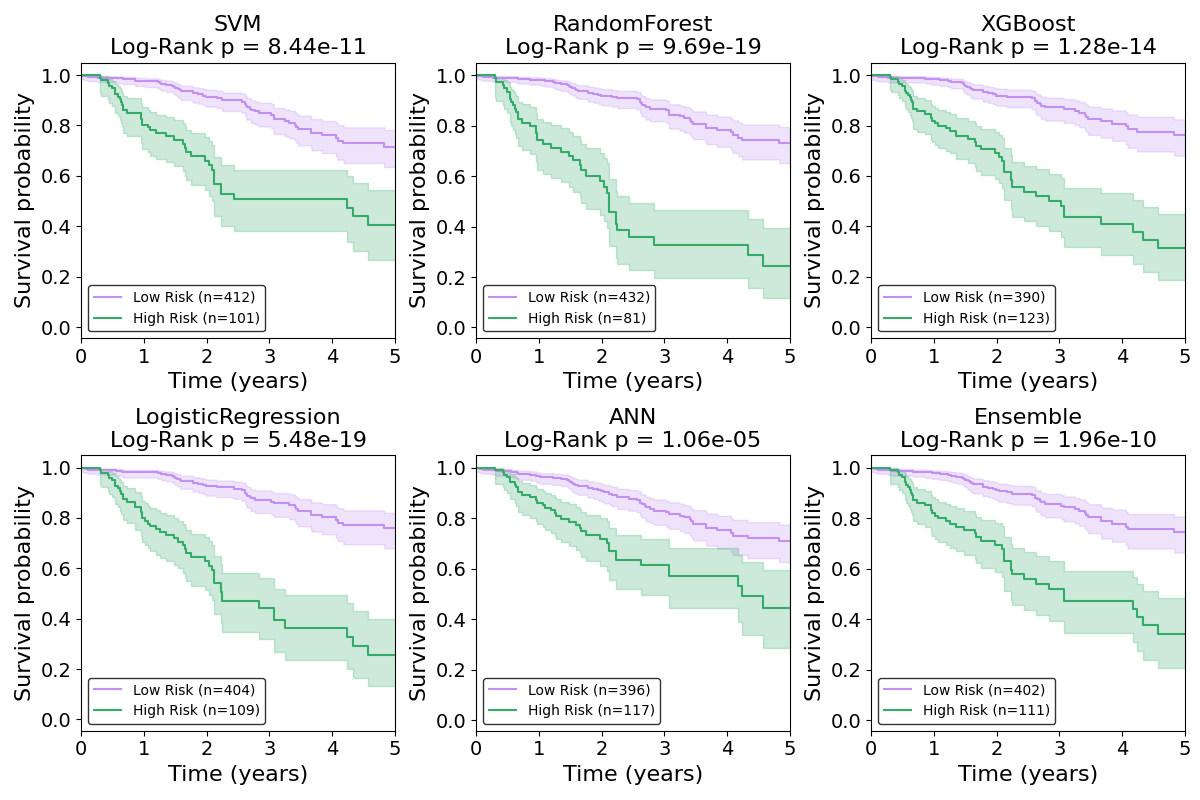 SVM
Log-Rank p = 8.44e-11
Survival probability
1.0
0.8
0.6
0.4
0.2
0.0
Low Risk (n=412)
High Risk (n=101)
0 1 2 3 4 5
Time (years)
RandomForest
Log-Rank p = 9.69e-19
Survival probability
1.0
0.8
0.6
0.4
0.2
0.0
Low Risk (n=432)
High Risk (n=81)
0 1 2 3 4 5
Time (years)
XGBoost
Log-Rank p = 1.28e-14
Survival probability
1.0
0.8
0.6
0.4
0.2
0.0
Low Risk (n=390)
High Risk (n=123)
0 1 2 3 4 5
Time (years)
LogisticRegression
Log-Rank p = 5.48e-19
Survival probability
1.0
0.8
0.6
0.4
0.2
0.0
Low Risk (n=404)
High Risk (n=109)
0 1 2 3 4 5
Time (years)
ANN
Log-Rank p = 1.06e-05
Survival probability
1.0
0.8
0.6
0.4
0.2
0.0
Low Risk (n=396)
High Risk (n=117)
0 1 2 3 4 5
Time (years)
Ensemble
Log-Rank p = 1.96e-10
Survival probability
1.0
0.8
0.6
0.4
0.2
0.0
Low Risk (n=402)
High Risk (n=111)
0 1 2 3 4 5
Time (years)